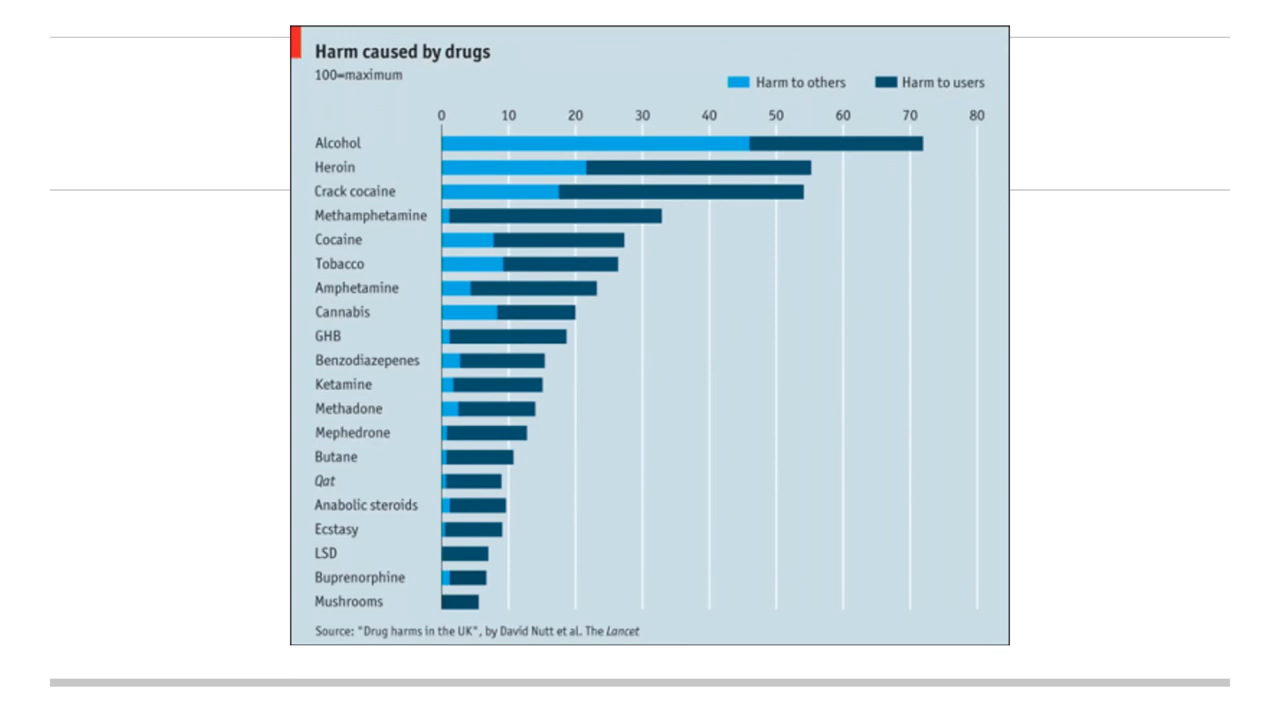 Harm caused by drugs
100=maximum
Harm to others Harm to users
0 10 20 30 40 50 60 70 80
Alcohol
Heroin
Crack cocaine
Methamphetamine
Cocaine
Tobacco
Amphetamine
Cannabis
GHB
Benzodiazepenes
Ketamine
Methadone
Mephedrone
Butane
Qat
Anabolic steroids
Ecstasy
LSD
Buprenorphine
Mushrooms
Source: "Drug harms in the UK", by David Nutt et al. The Lancet